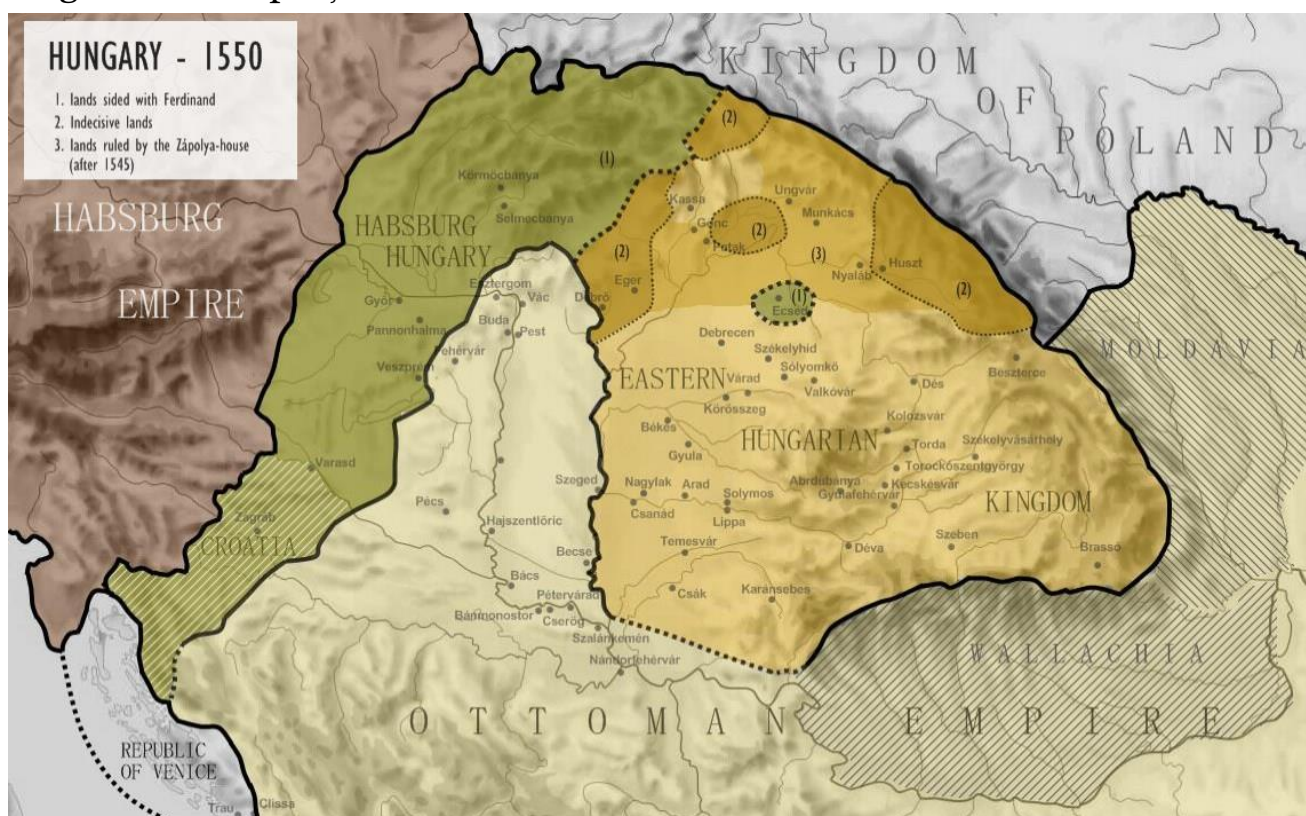 HUNGARY - 1550
1. lands sided with Ferdinand
2. Indecisive lands
3. lands ruled by the Zápolya-house
(after 1545)
KINGDOM
OF
POLAND
HABSBURG
EMPIRE
HABSBURG
HUNGARY
(1)
Körmöcbánya
Selmecbánya
Győr
Pannonhalma
Veszprém
Fehérvár
Esztergom
Vác
Buda
Pest
(2)
Kassa
Gönc
Patak
(2)
Ungvár
Munkács
(3)
Nyaláb
Huszt
(2)
(2)
Eger
Debrő
(1)
Ecsed
MOLDAVIA
Debrecen
Székelyhíd
Sólyomkő
Valkóvár
EASTERN
Várad
Körösszeg
Dés
Beszterce
Kolozsvár
Békés
Gyula
HUNGARIAN
Torda
Székelyvásáthely
Torockószentgyörgy
Abrdubánya
Kecskésvár
Gyulafehérvár
KINGDOM
Varasd
Zágráb
CROATIA
Pécs
Szeged
Nagylak
Arad
Solymos
Csanád
Lippa
Hajszentlőric
Temesvár
Déva
Szeben
Brassó
Becse
Bács
Csák
Karánsebes
Pétervárad
Bánmonostor
Cserög
Szalánkemén
Nándorfehérvár
WALLACHIA
OTTOMAN EMPIRE
REPUBLIC
OF VENICE
Trau
Clissa